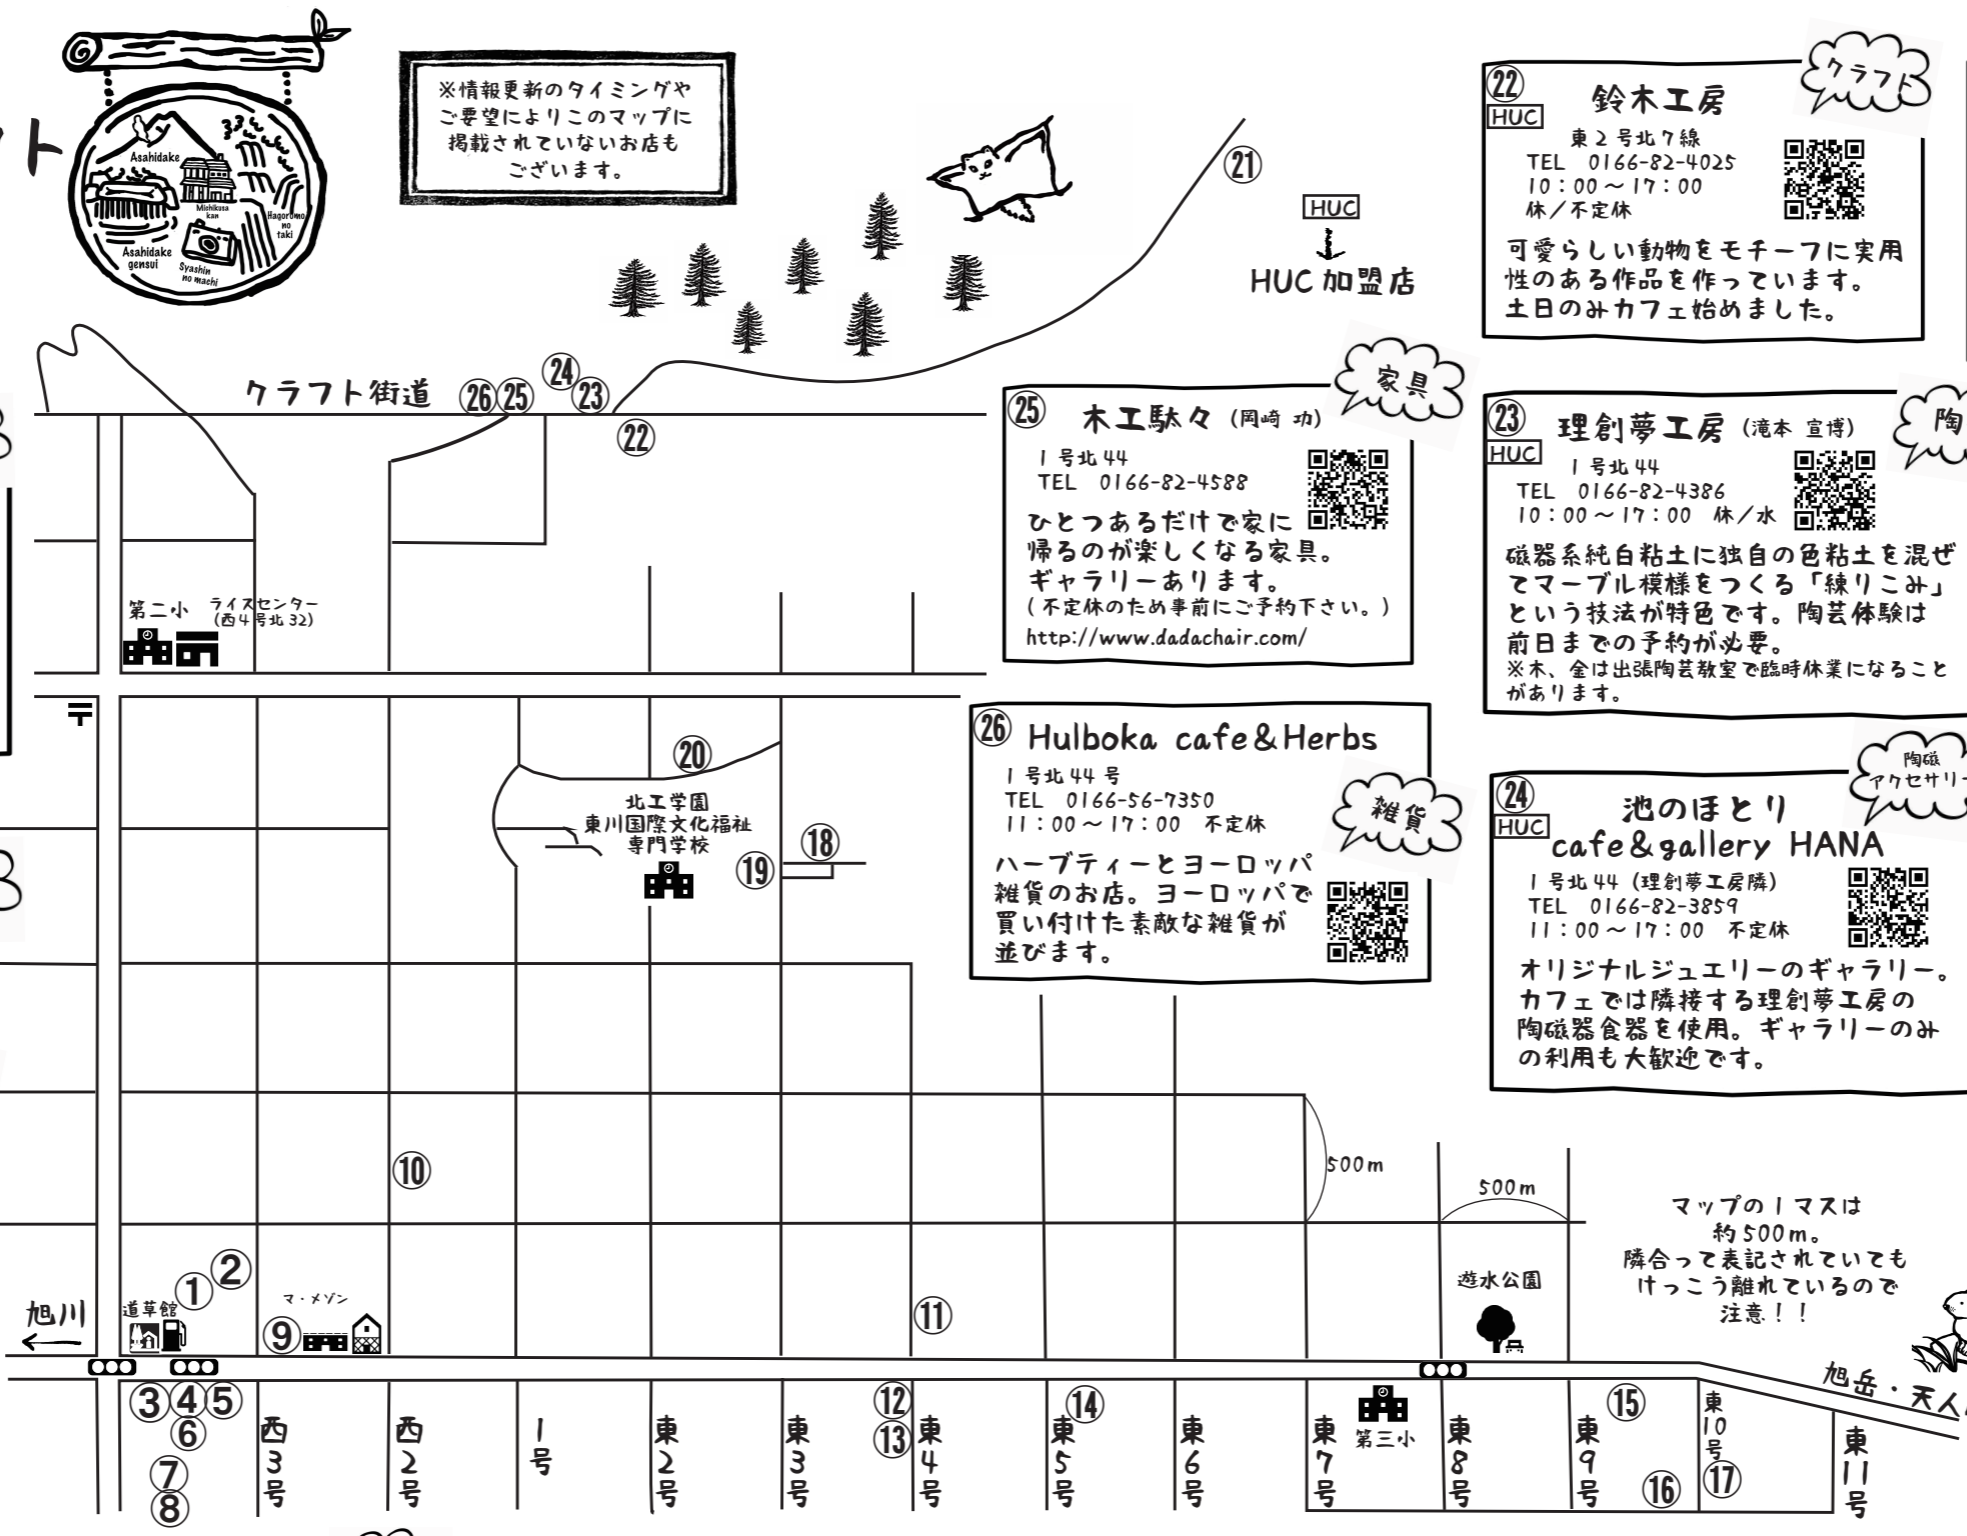 ト
Asahidake
Michikusa
kan
Hagoromo
no
taki
Asahidake
gensui
Syashin
no machi
※情報更新のタイミングや
ご要望によりこのマップに
掲載されていないお店も
ございます。
㉑
HUC
HUC 加盟店
クラフト街道
㉖ ㉕ ㉔ ㉓
㉒
第二小
ライスセンター
(西4号北32)
〒
⑳
北工学園
東川国際文化福祉
専門学校
⑲ ⑱
⑩
500m
500m
マップの1マスは
約500m。
隣合って表記されていても
けっこう離れているので
注意!!
① ②
旭川
道草館
マ・メゾン
⑨
⑪
遊水公園
旭岳・天人
③ ④ ⑤
⑥
⑦
⑧
西3号
西2号
1号
東2号
東3号
⑫
⑬
東4号
東5号
⑭
東6号
東7号
第三小
東8号
東9号
⑮
⑯
東10号
⑰
東11号
㉒
HUC
クラフト
鈴木工房
東2号北7線
TEL 0166-82-4025
10:00~17:00
休/不定休
可愛らしい動物をモチーフに実用
性のある作品を作っています。
土日のみカフェ始めました。
㉕
家具
木工駄々 (岡崎 功)
1号北44
TEL 0166-82-4588
ひとつあるだけで家に
帰るのが楽しくなる家具。
ギャラリーあります。
(不定休のため事前にご予約下さい。)
http://www.dadachair.com/
㉓
HUC
陶
理創夢工房 (滝本 宣博)
1号北44
TEL 0166-82-4386
10:00~17:00 休/水
磁器系純白粘土に独自の色粘土を混ぜ
てマーブル模様をつくる「練りこみ」
という技法が特色です。陶芸体験は
前日までの予約が必要。
※木、金は出張陶芸教室で臨時休業になること
があります。
㉖
雑貨
Hulboka cafe&Herbs
1号北44号
TEL 0166-56-7350
11:00~17:00 不定休
ハーブティーとヨーロッパ
雑貨のお店。ヨーロッパで
買い付けた素敵な雑貨が
並びます。
㉔
HUC
陶磁
アクセサリー
池のほとり
cafe&gallery HANA
1号北44 (理創夢工房隣)
TEL 0166-82-3859
11:00~17:00 不定休
オリジナルジュエリーのギャラリー。
カフェでは隣接する理創夢工房の
陶磁器食器を使用。ギャラリーのみ
の利用も大歓迎です。